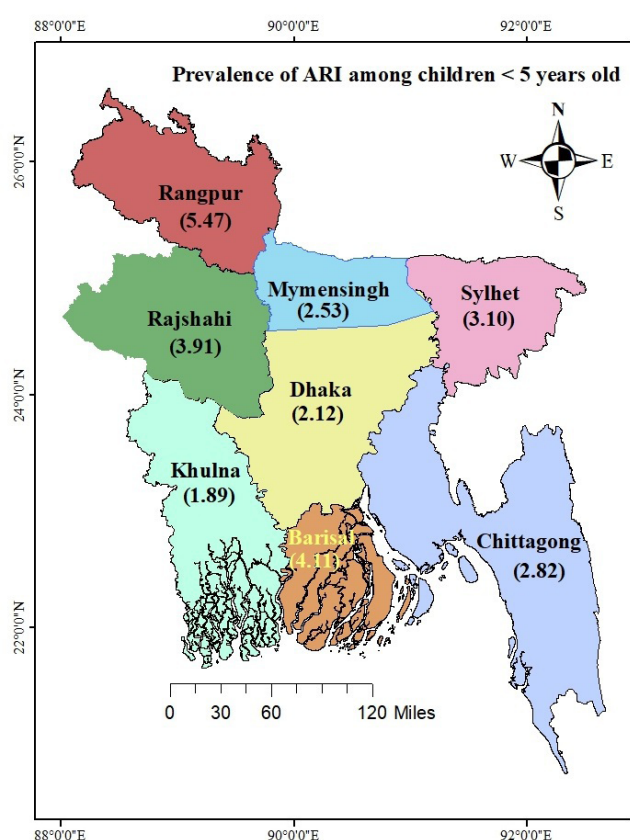 88°0'0"E 90°0'0"E 92°0'0"E
Prevalence of ARI among children < 5 years old
N
W E
S
26°0'0"N
Rangpur
(5.47)
Mymensingh
(2.53)
Sylhet
(3.10)
Rajshahi
(3.91)
24°0'0"N
Dhaka
(2.12)
Khulna
(1.89)
Barisal
(4.11)
Chittagong
(2.82)
22°0'0"N
0 30 60 120 Miles
88°0'0"E 90°0'0"E 92°0'0"E